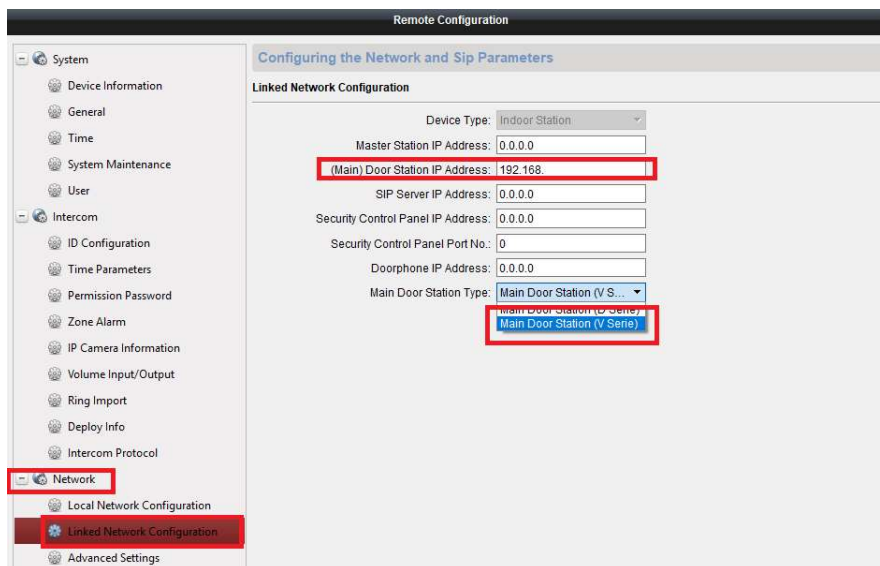 Remote Configuration
System
Device Information
General
Time
System Maintenance
User
Intercom
ID Configuration
Time Parameters
Permission Password
Zone Alarm
IP Camera Information
Volume Input/Output
Ring Import
Deploy Info
Intercom Protocol
Network
Local Network Configuration
Linked Network Configuration
Advanced Settings
Configuring the Network and Sip Parameters
Linked Network Configuration
Device Type: Indoor Station
Master Station IP Address: 0.0.0.0
(Main) Door Station IP Address: 192.168.
SIP Server IP Address: 0.0.0.0
Security Control Panel IP Address: 0.0.0.0
Security Control Panel Port No.: 0
Doorphone IP Address: 0.0.0.0
Main Door Station Type: Main Door Station (V S...
Main Door Station (D Serie)
Main Door Station (V Serie)